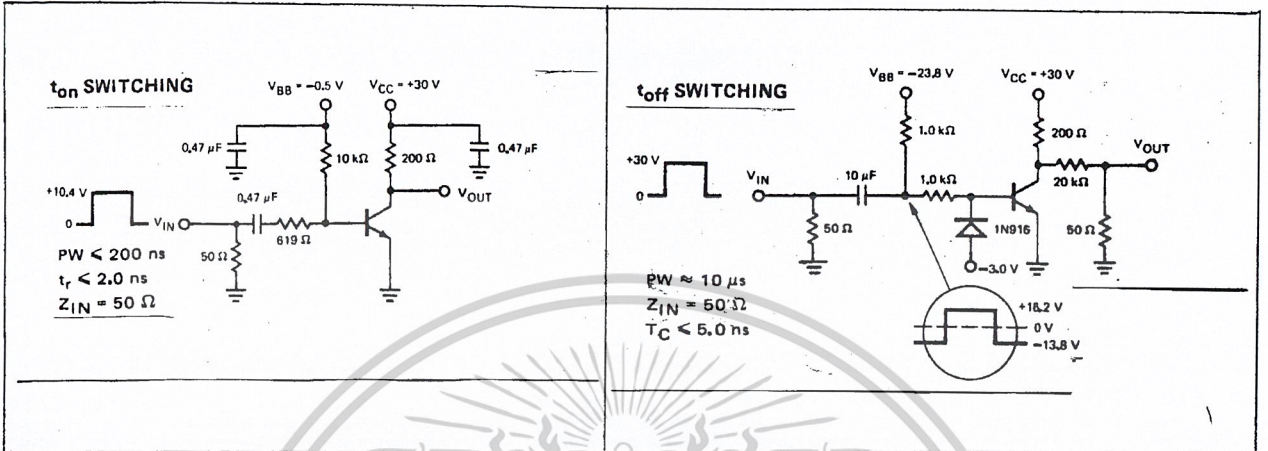 ton SWITCHING
VBB = -0.5 V
VCC = +30 V
0.47 µF
10 kΩ
200 Ω
0.47 µF
+10.4 V
0
VIN
0.47 µF
619 Ω
VOUT
50 Ω
PW ≤ 200 ns
tr ≤ 2.0 ns
ZIN = 50 Ω
toff SWITCHING
VBB = -23.8 V
VCC = +30 V
1.0 kΩ
200 Ω
VOUT
+30 V
0
VIN
10 µF
1.0 kΩ
20 kΩ
50 Ω
1N916
50 Ω
-3.0 V
PW ≈ 10 µs
ZIN = 50 Ω
TC ≤ 5.0 ns
+16.2 V
0 V
-13.8 V